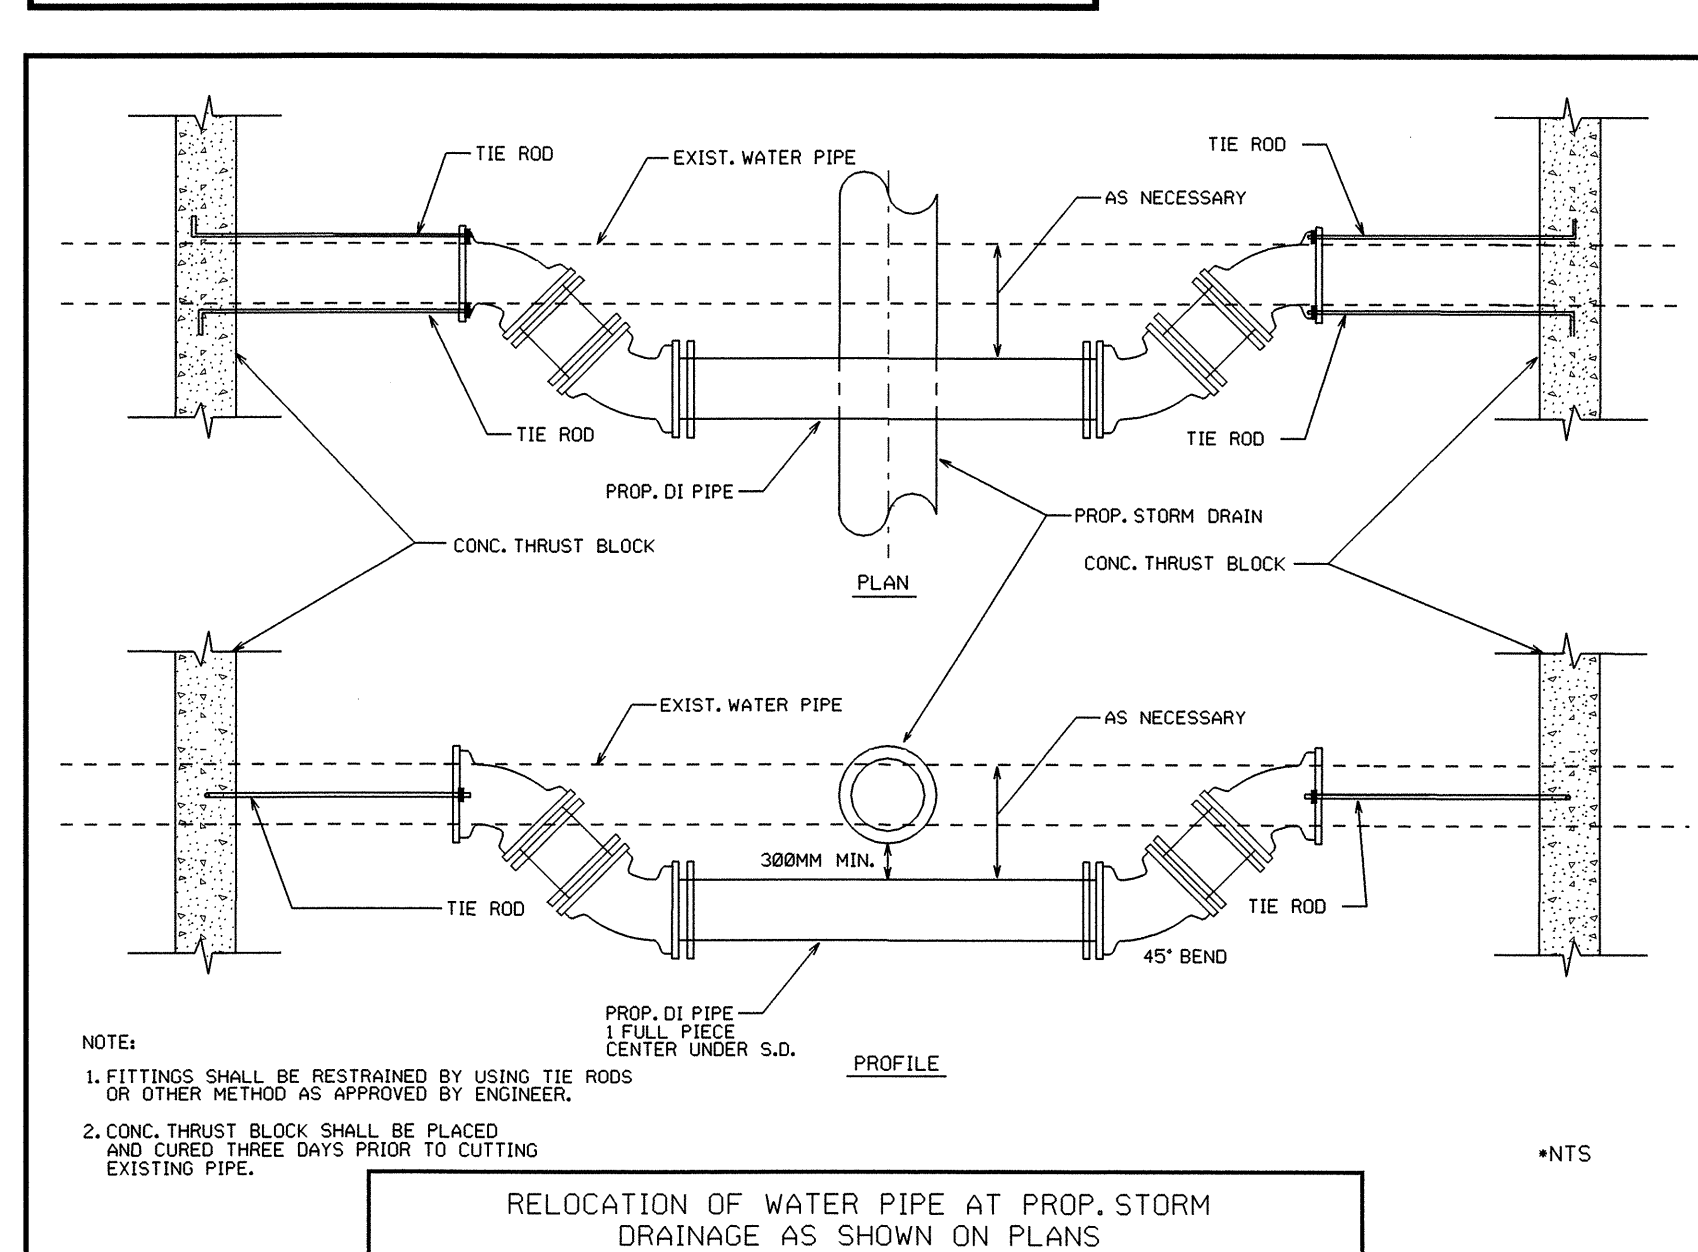 TIE ROD
EXIST. WATER PIPE
TIE ROD
AS NECESSARY
TIE ROD
TIE ROD
PROP. DI PIPE
PROP. STORM DRAIN
CONC. THRUST BLOCK
CONC. THRUST BLOCK
PLAN
EXIST. WATER PIPE
AS NECESSARY
300MM MIN.
TIE ROD
TIE ROD
45° BEND
PROP. DI PIPE
1 FULL PIECE
CENTER UNDER S.D.
PROFILE
NOTE:
1. FITTINGS SHALL BE RESTRAINED BY USING TIE RODS
OR OTHER METHOD AS APPROVED BY ENGINEER.
2. CONC. THRUST BLOCK SHALL BE PLACED
AND CURED THREE DAYS PRIOR TO CUTTING
EXISTING PIPE.
*NTS
RELOCATION OF WATER PIPE AT PROP. STORM
DRAINAGE AS SHOWN ON PLANS